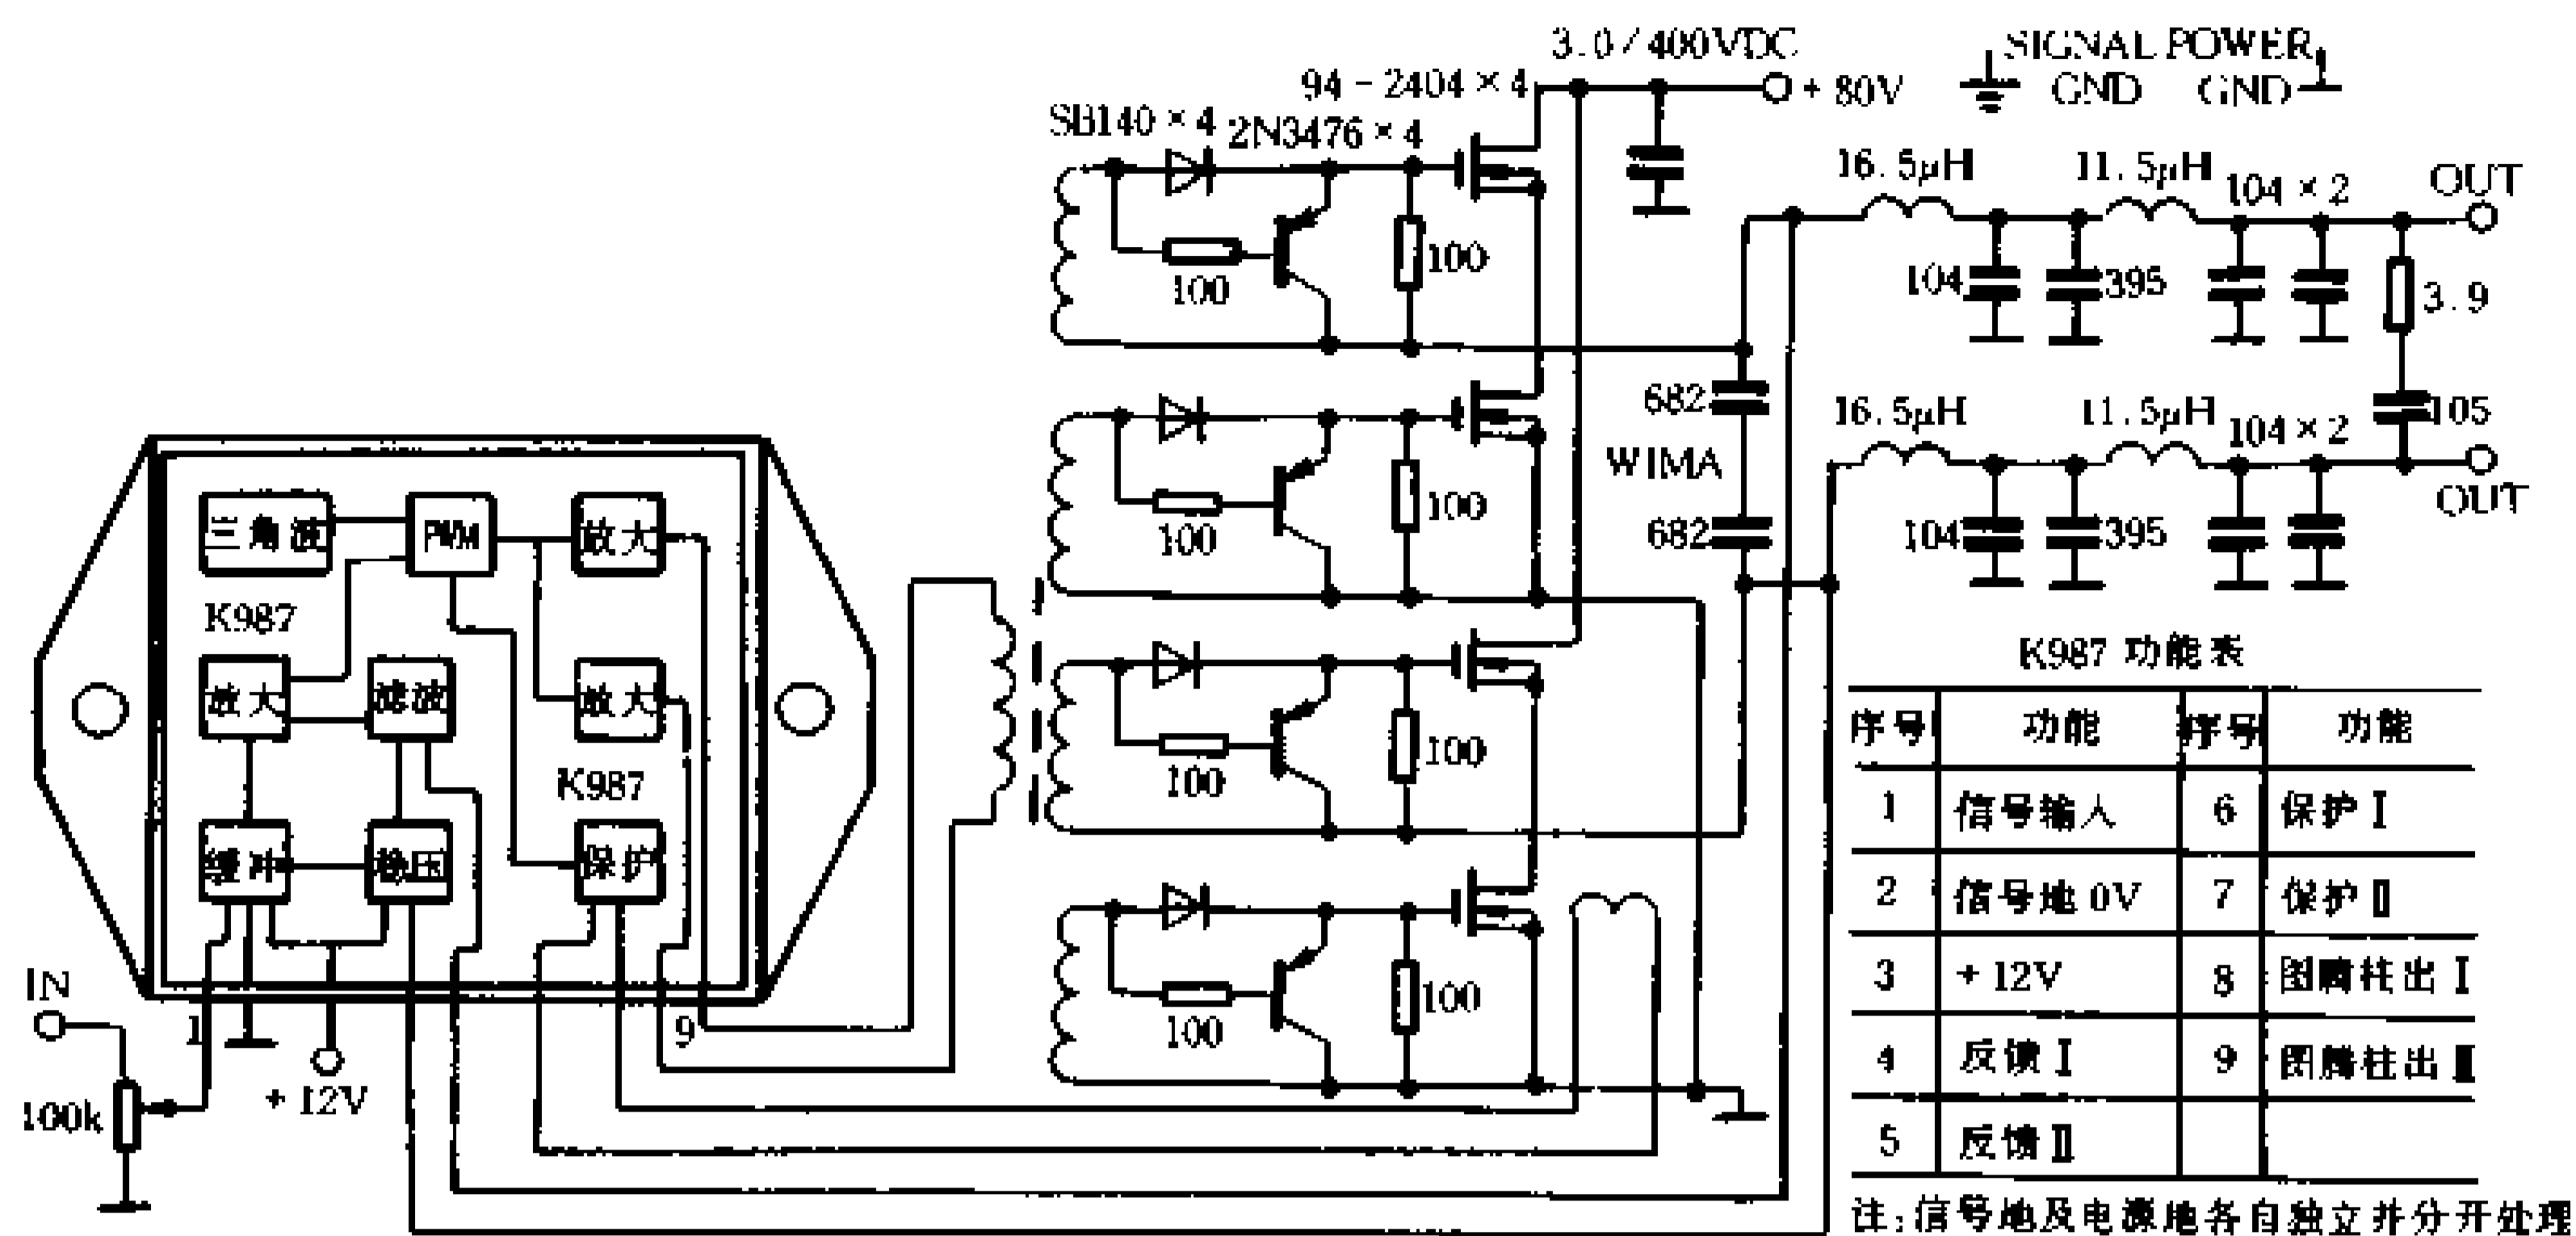 3.0/400VDC
94-2404×4
+80V
SIGNAL POWER
GND GND
SB140×4
2N3476×4
16.5μH
11.5μH
104×2
OUT
100
100
104
395
3.9
682
16.5μH
11.5μH
104×2
105
WIMA
OUT
100
100
682
104
395
三角波
PWM
放大
K987
放大
滤波
放大
K987
缓冲
稳压
保护
100
100
IN
1
9
+12V
100k
100
100
K987 功能表
序号 功能 序号 功能
1 信号输入 6 保护Ⅰ
2 信号地0V 7 保护Ⅱ
3 +12V 8 图腾柱出Ⅰ
4 反馈Ⅰ 9 图腾柱出Ⅱ
5 反馈Ⅱ
注:信号地及电源地各自独立并分开处理